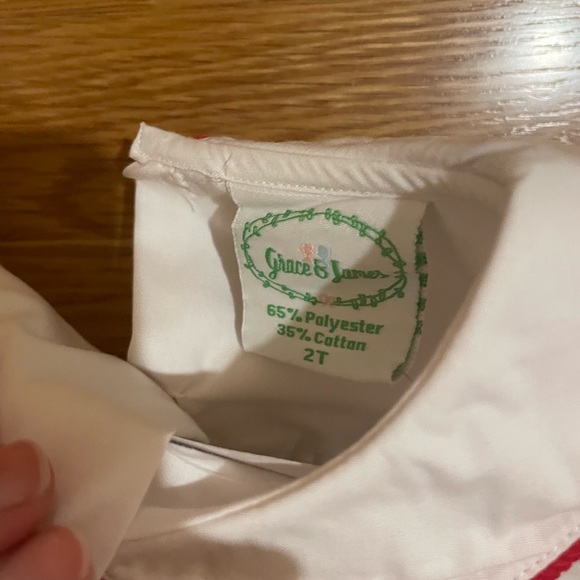 Grace & James
65% Polyester
35% Cotton
2T